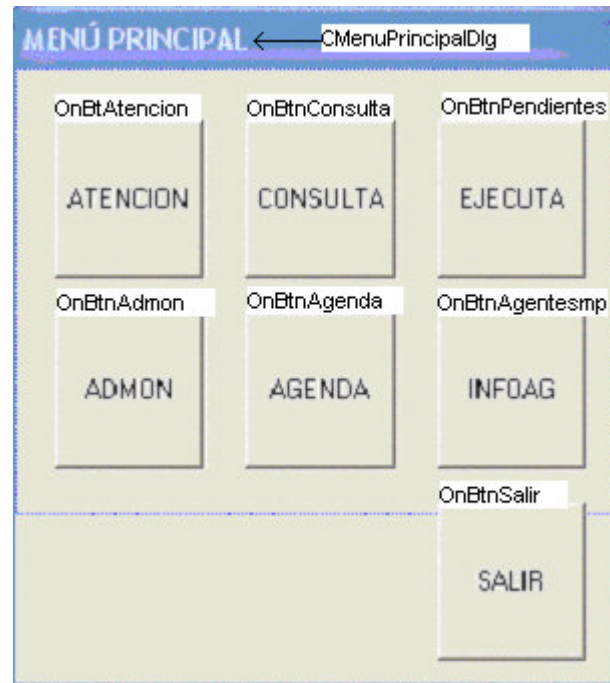 MENÚ PRINCIPAL CMenuPrincipalDlg
OnBtAtencion OnBtnConsulta OnBtnPendientes
ATENCION CONSULTA EJECUTA
OnBtnAdmon OnBtnAgenda OnBtnAgentesmp
ADMON AGENDA INFOAG
OnBtnSalir
SALIR